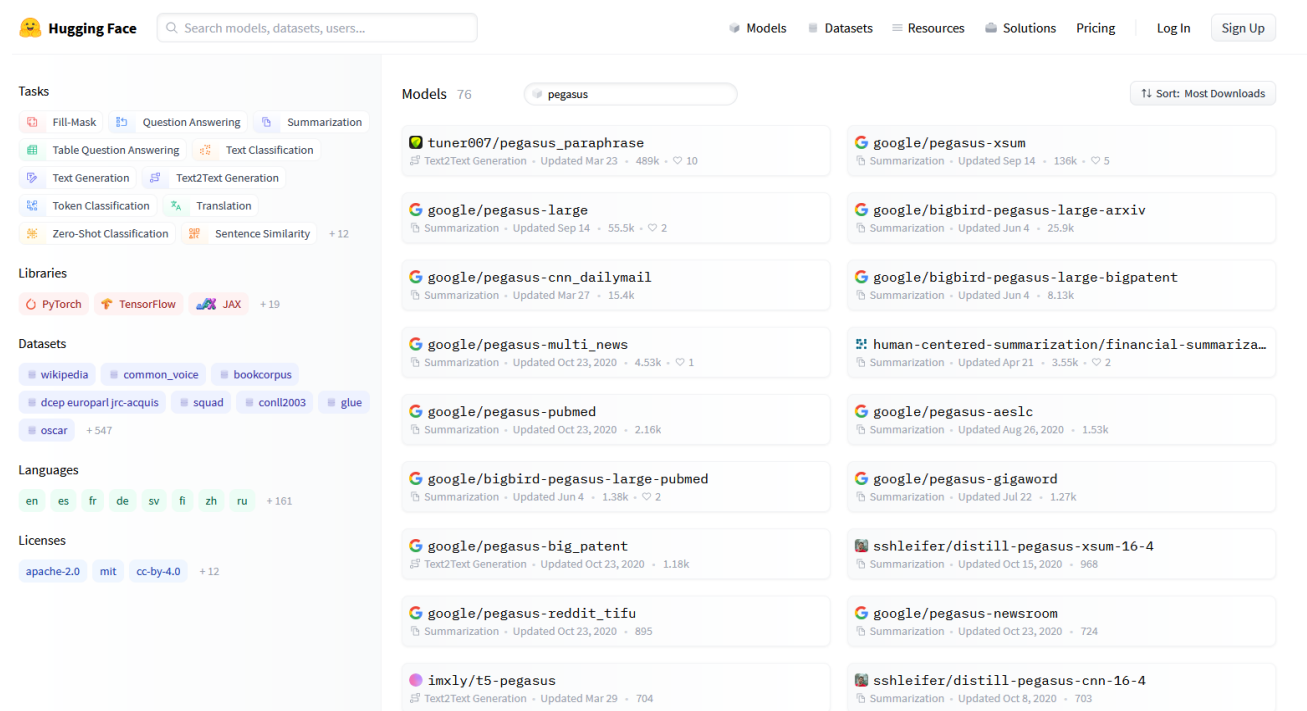 Hugging Face
Search models, datasets, users...
Models
Datasets
Resources
Solutions
Pricing
Log In
Sign Up
Tasks
Fill-Mask
Question Answering
Summarization
Table Question Answering
Text Classification
Text Generation
Text2Text Generation
Token Classification
Translation
Zero-Shot Classification
Sentence Similarity
+ 12
Libraries
PyTorch
TensorFlow
JAX
+ 19
Datasets
wikipedia
common_voice
bookcorpus
dcep europarl jrc-acquis
squad
conll2003
glue
oscar
+ 547
Languages
en
es
fr
de
sv
fi
zh
ru
+ 161
Licenses
apache-2.0
mit
cc-by-4.0
+ 12
Models 76
pegasus
Sort: Most Downloads
tuner007/pegasus_paraphrase
Text2Text Generation • Updated Mar 23 • 489k • 10
google/pegasus-xsum
Summarization • Updated Sep 14 • 136k • 5
google/pegasus-large
Summarization • Updated Sep 14 • 55.5k • 2
google/bigbird-pegasus-large-arxiv
Summarization • Updated Jun 4 • 25.9k
google/pegasus-cnn_dailymail
Summarization • Updated Mar 27 • 15.4k
google/bigbird-pegasus-large-bigpatent
Summarization • Updated Jun 4 • 8.13k
google/pegasus-multi_news
Summarization • Updated Oct 23, 2020 • 4.53k • 1
human-centered-summarization/financial-summariza…
Summarization • Updated Apr 21 • 3.55k • 2
google/pegasus-pubmed
Summarization • Updated Oct 23, 2020 • 2.16k
google/pegasus-aeslc
Summarization • Updated Aug 26, 2020 • 1.53k
google/bigbird-pegasus-large-pubmed
Summarization • Updated Jun 4 • 1.38k • 2
google/pegasus-gigaword
Summarization • Updated Jul 22 • 1.27k
google/pegasus-big_patent
Text2Text Generation • Updated Oct 23, 2020 • 1.18k
sshleifer/distill-pegasus-xsum-16-4
Summarization • Updated Oct 15, 2020 • 968
google/pegasus-reddit_tifu
Summarization • Updated Oct 23, 2020 • 895
google/pegasus-newsroom
Summarization • Updated Oct 23, 2020 • 724
imxly/t5-pegasus
Text2Text Generation • Updated Mar 29 • 704
sshleifer/distill-pegasus-cnn-16-4
Summarization • Updated Oct 8, 2020 • 703